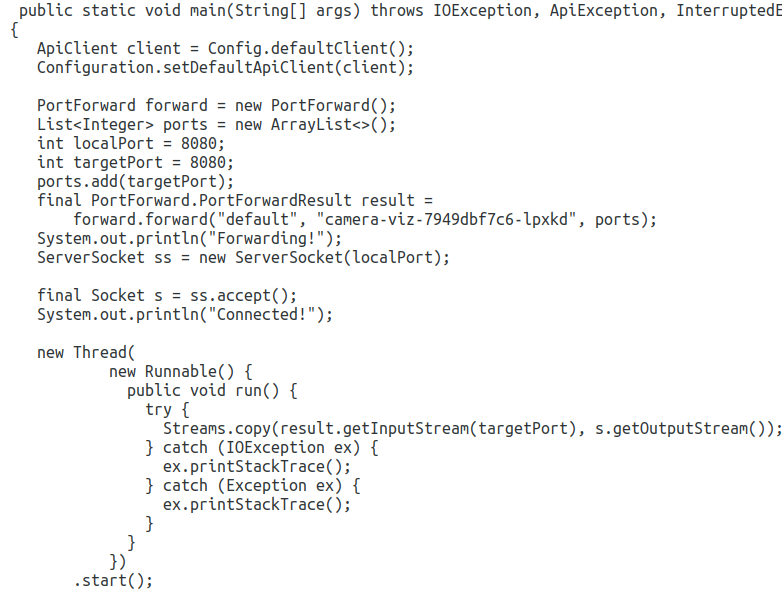 public static void main(String[] args) throws IOException, ApiException, InterruptedE
{
ApiClient client = Config.defaultClient();
Configuration.setDefaultApiClient(client);
PortForward forward = new PortForward();
List<Integer> ports = new ArrayList<>();
int localPort = 8080;
int targetPort = 8080;
ports.add(targetPort);
final PortForward.PortForwardResult result =
forward.forward("default", "camera-viz-7949dbf7c6-lpxkd", ports);
System.out.println("Forwarding!");
ServerSocket ss = new ServerSocket(localPort);
final Socket s = ss.accept();
System.out.println("Connected!");
new Thread(
new Runnable() {
public void run() {
try {
Streams.copy(result.getInputStream(targetPort), s.getOutputStream());
} catch (IOException ex) {
ex.printStackTrace();
} catch (Exception ex) {
ex.printStackTrace();
}
}
})
.start();